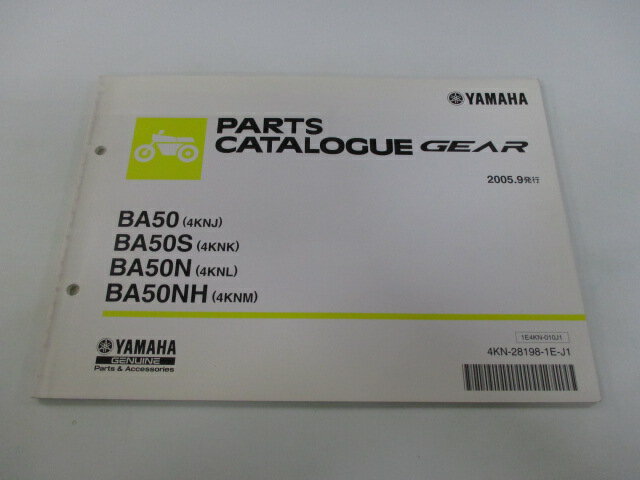 YAMAHA
PARTS
CATALOGUE GEAR
2005.9発行
BA50 (4KNJ)
BA50S (4KNK)
BA50N (4KNL)
BA50NH (4KNM)
YAMAHA
GENUINE
Parts & Accessories
1E4KN-010J1
4KN-28198-1E-J1